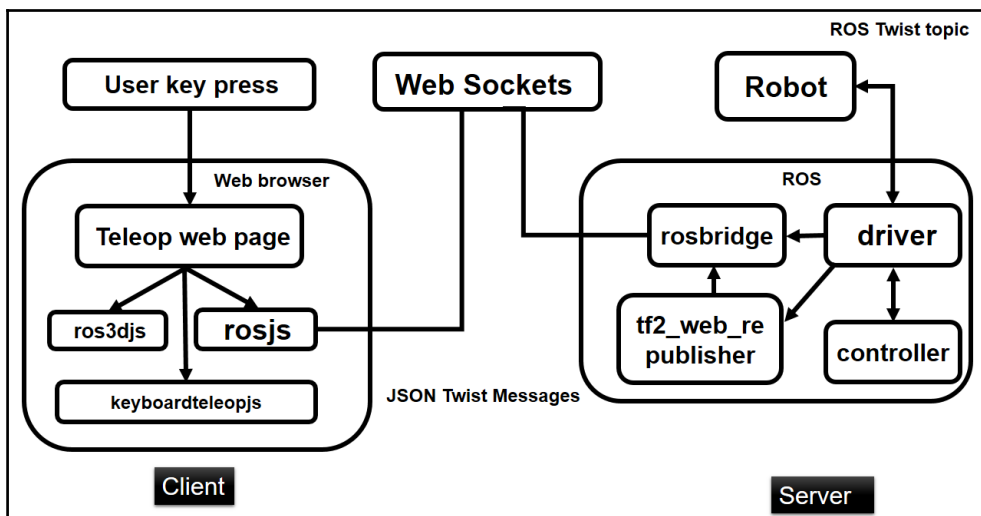 ROS Twist topic
User key press
Web Sockets
Robot
Web browser
ROS
Teleop web page
rosbridge
driver
ros3djs
rosjs
tf2_web_re
publisher
controller
keyboardteleopjs
JSON Twist Messages
Client
Server